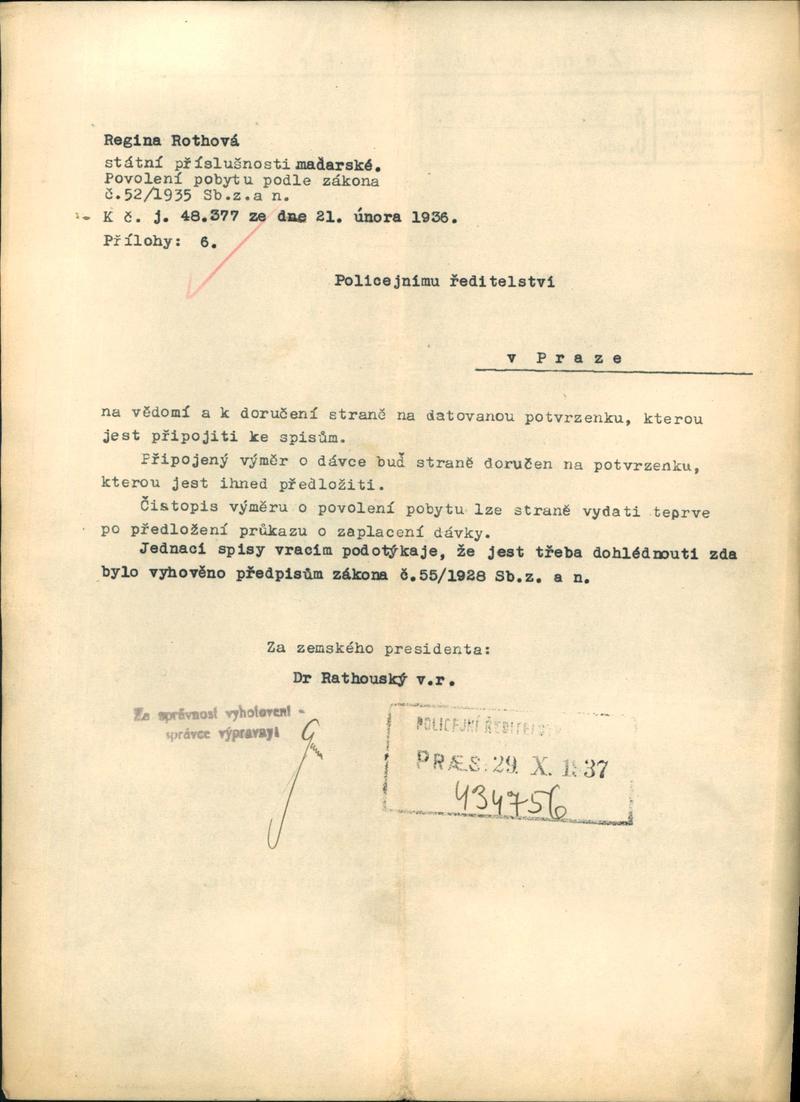 Regina Rothová
státní příslušnosti maďarské.
Povolení pobytu podle zákona
č.52/1935 Sb.z.a n.
K č. j. 48.377 ze dne 21. února 1936.
Přílohy: 6.
Policejnímu ředitelství
v Praze
na vědomí a k doručení straně na datovanou potvrzenku, kterou
jest připojiti ke spisům.
Připojený výměr o dávce buď straně doručen na potvrzenku,
kterou jest ihned předložiti.
Čistopis výměru o povolení pobytu lze straně vydati teprve
po předložení průkazu o zaplacení dávky.
Jednací spisy vracím podotýkaje, že jest třeba dohlédnouti zda
bylo vyhověno předpisům zákona č.55/1928 Sb.z. a n.
Za zemského presidenta:
Dr Rathouský v.r.
Za správnost vyhotovení -
správce výpravny:
POLICEJNÍ ŘEDITELSTV
PRÆS. 29. X. 1937
434756